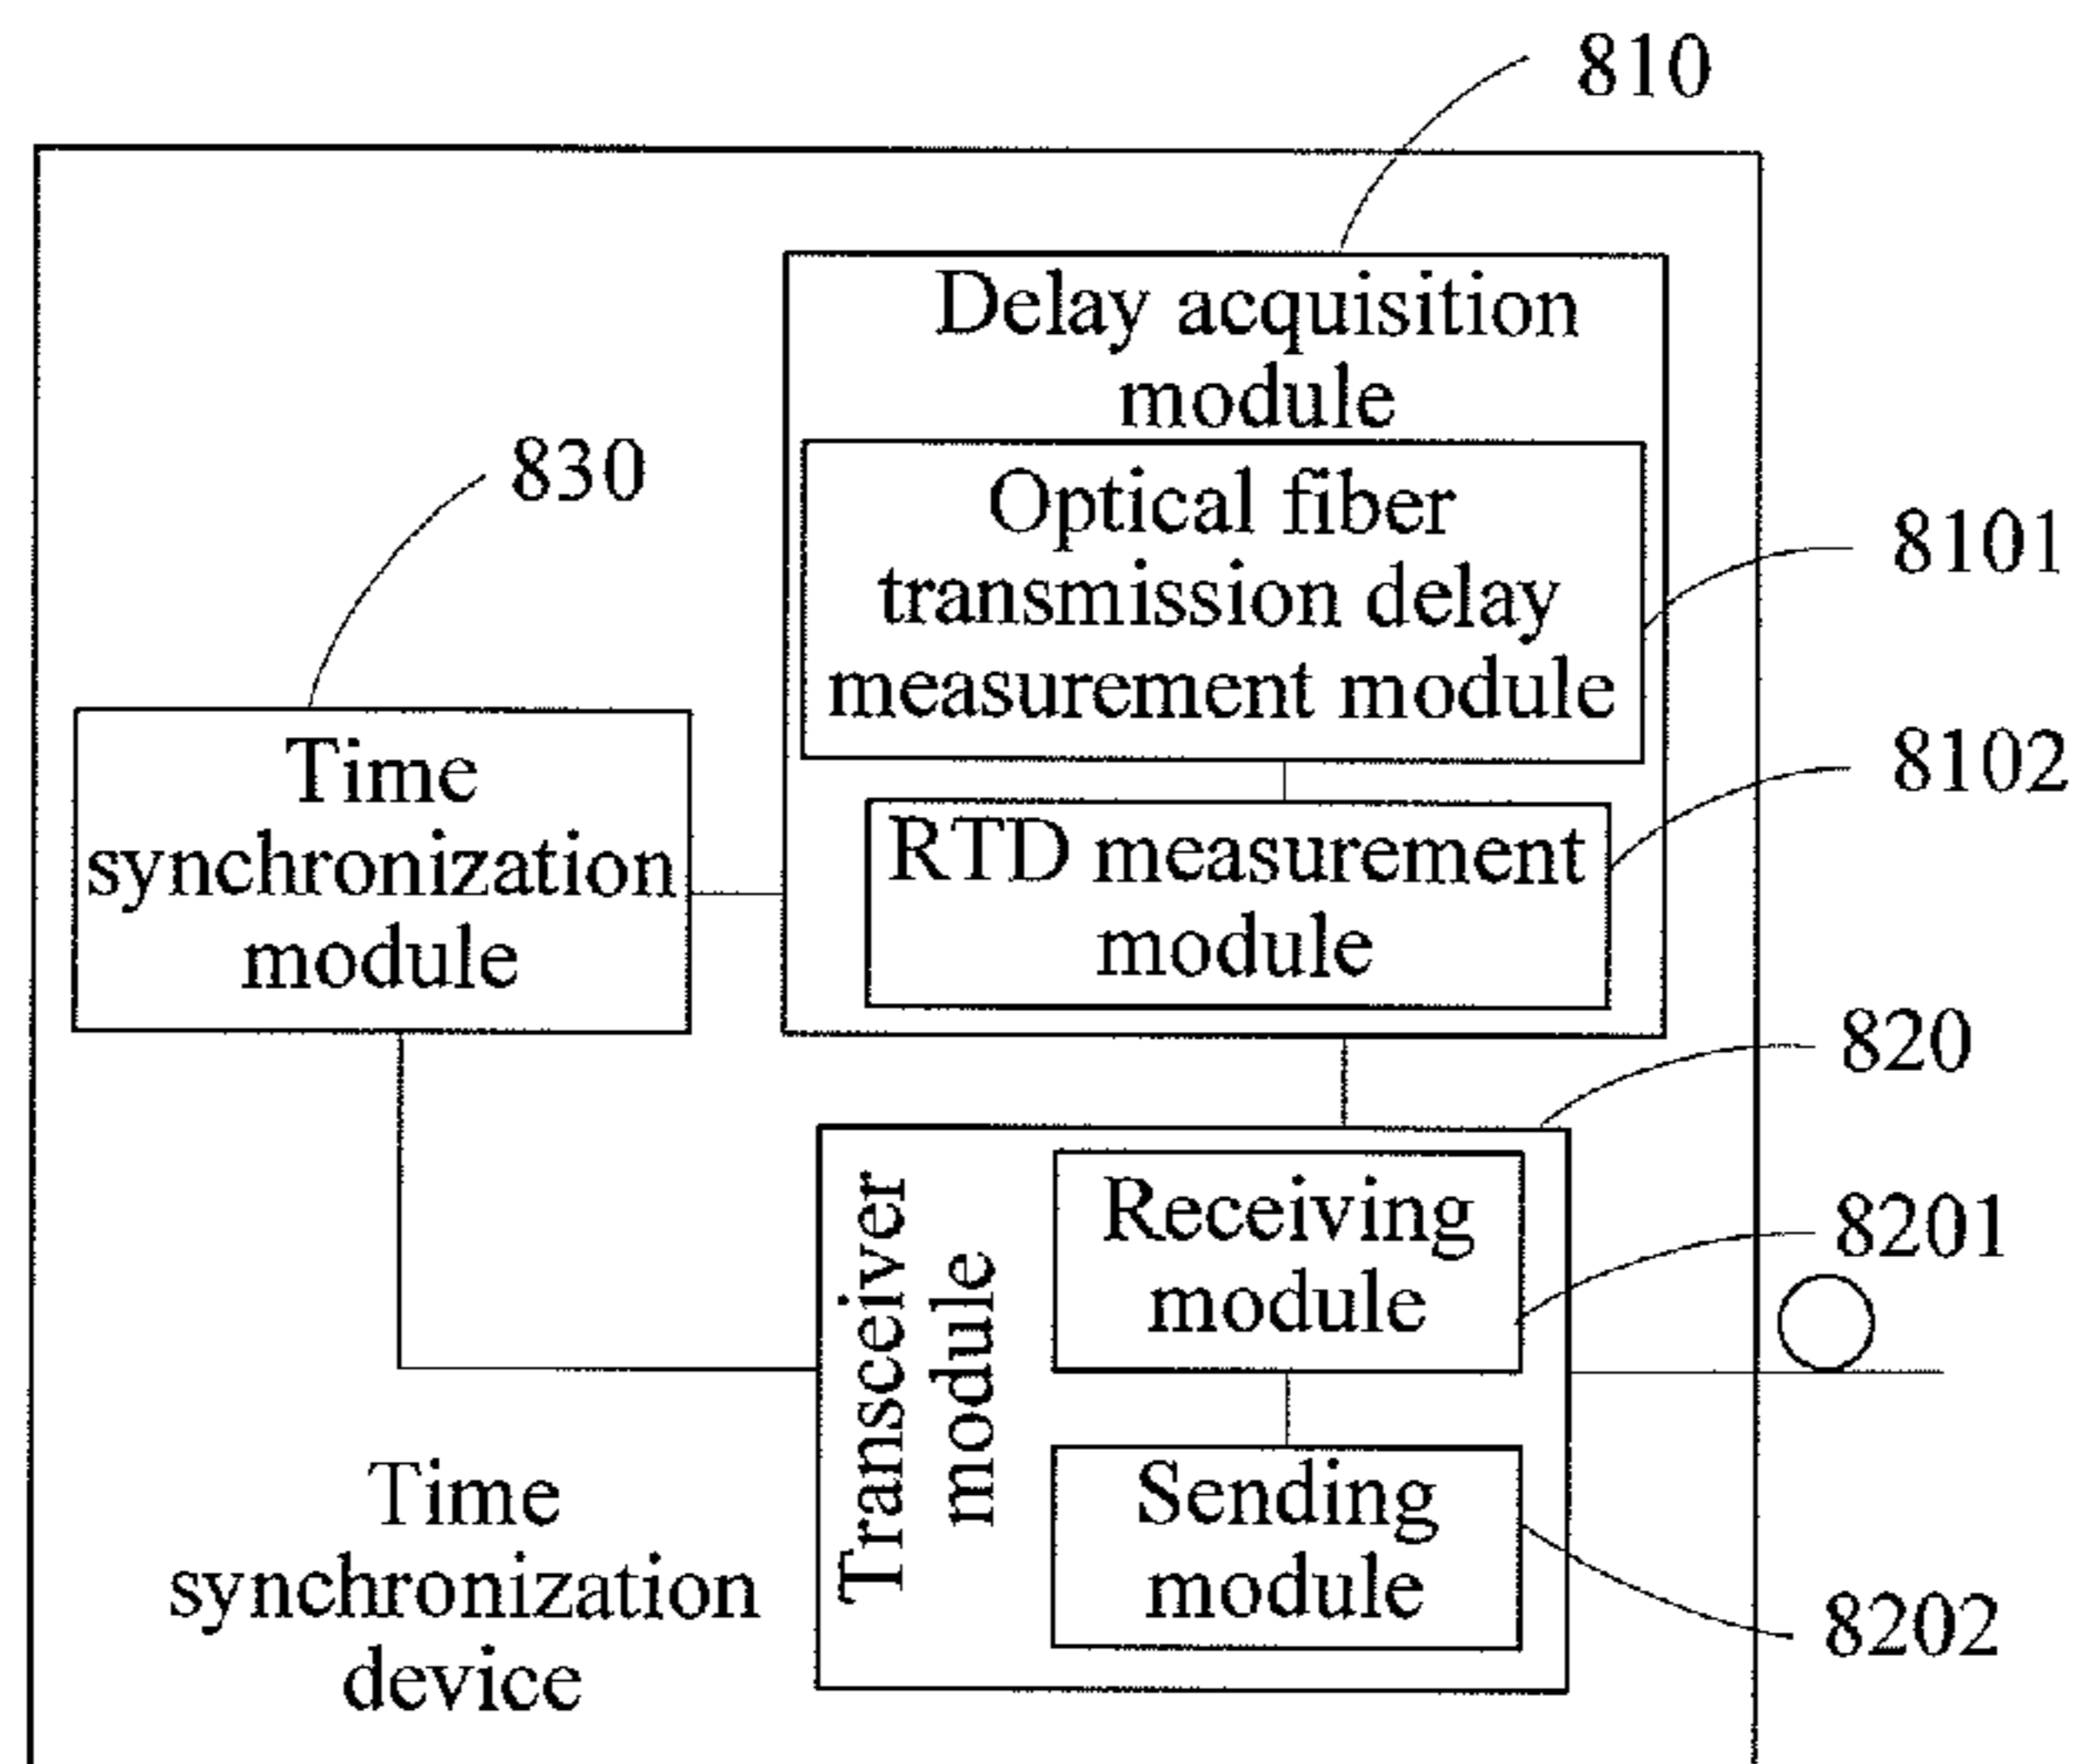 810
Delay acquisition
module
830
Optical fiber
transmission delay
measurement module
8101
8102
Time
synchronization
module
RTD measurement
module
820
Transceiver
module
Receiving
module
8201
Sending
module
8202
Time
synchronization
device